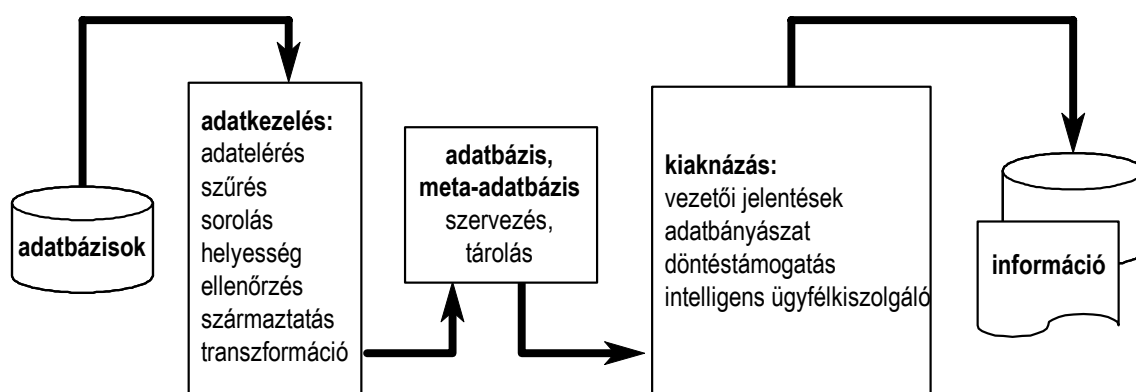 adatbázisok
adatkezelés:
adatelérés
szűrés
sorolás
helyesség
ellenőrzés
származtatás
transzformáció
adatbázis,
meta-adatbázis
szervezés,
tárolás
kiaknázás:
vezetői jelentések
adatbányászat
döntéstámogatás
intelligens ügyfélkiszolgáló
információ